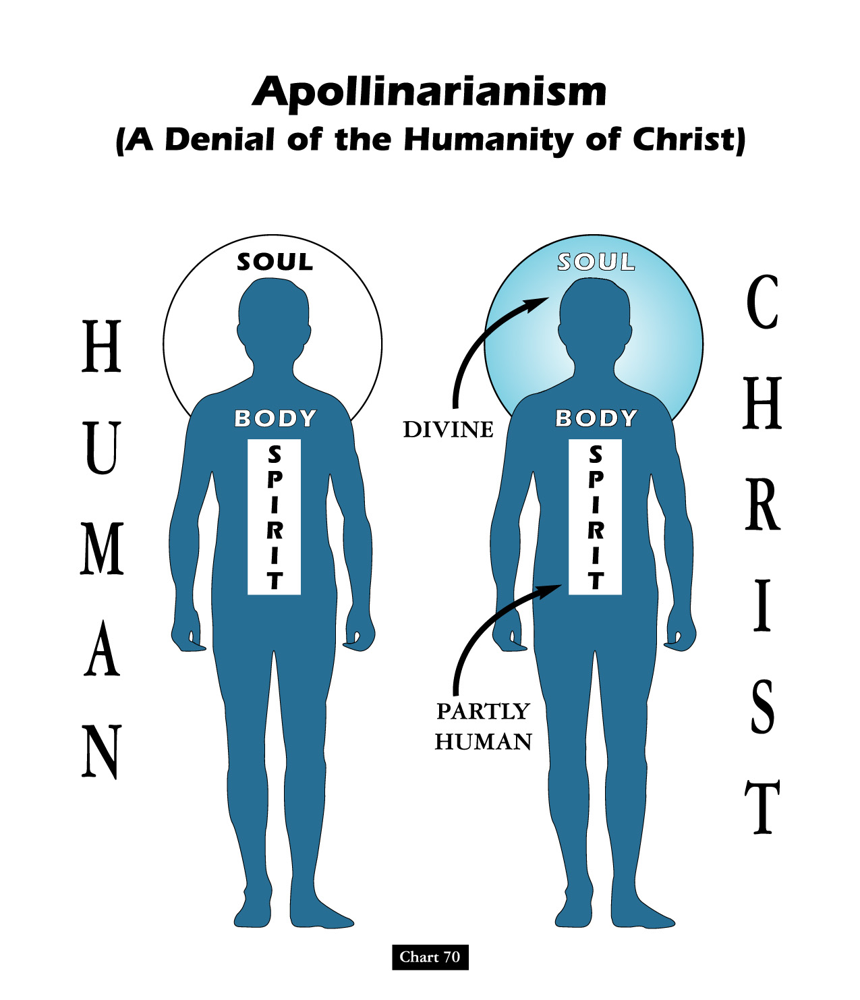 Apollinarianism
(A Denial of the Humanity of Christ)
HUMAN
SOUL
BODY
SPIRIT
SOUL
BODY
SPIRIT
DIVINE
PARTLY
HUMAN
CHRIST
Chart 70